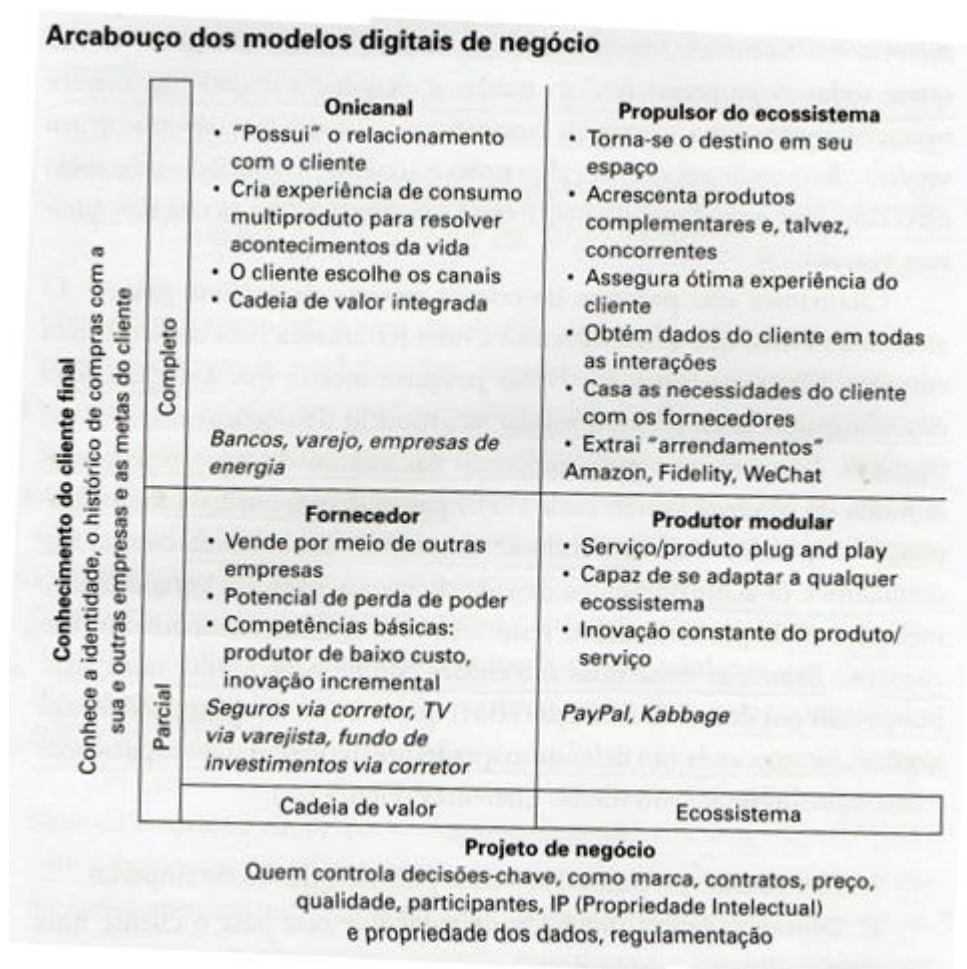 Arcabouço dos modelos digitais de negócio
Conhecimento do cliente final
Conhece a identidade, o histórico de compras com a
sua e outras empresas e as metas do cliente
Completo
Onicanal
• "Possui" o relacionamento
com o cliente
• Cria experiência de consumo
multiproduto para resolver
acontecimentos da vida
• O cliente escolhe os canais
• Cadeia de valor integrada
Bancos, varejo, empresas de
energia
Propulsor do ecossistema
• Torna-se o destino em seu
espaço
• Acrescenta produtos
complementares e, talvez,
concorrentes
• Assegura ótima experiência do
cliente
• Obtém dados do cliente em todas
as interações
• Casa as necessidades do cliente
com os fornecedores
• Extrai "arrendamentos"
Amazon, Fidelity, WeChat
Parcial
Fornecedor
• Vende por meio de outras
empresas
• Potencial de perda de poder
• Competências básicas:
produtor de baixo custo,
inovação incremental
Seguros via corretor, TV
via varejista, fundo de
investimentos via corretor
Produtor modular
• Serviço/produto plug and play
• Capaz de se adaptar a qualquer
ecossistema
• Inovação constante do produto/
serviço
PayPal, Kabbage
Cadeia de valor
Ecossistema
Projeto de negócio
Quem controla decisões-chave, como marca, contratos, preço,
qualidade, participantes, IP (Propriedade Intelectual)
e propriedade dos dados, regulamentação